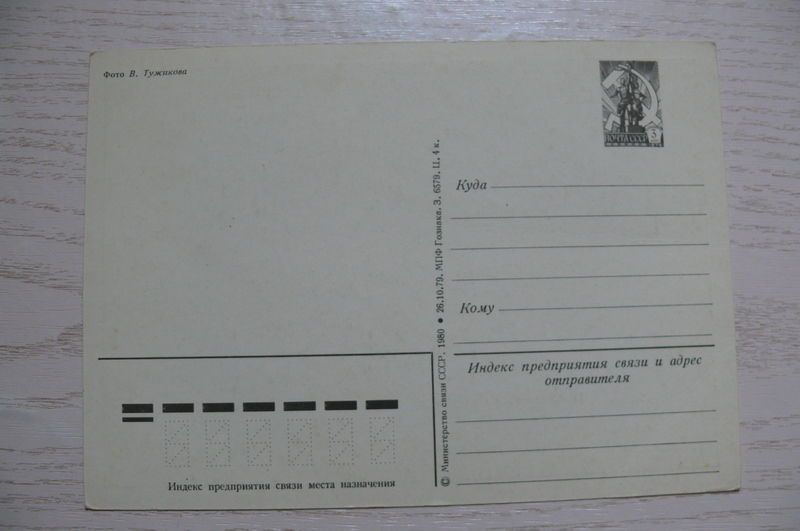 Фото В. Тужикова
ПОЧТА СССР
3
Куда
Кому
Индекс предприятия связи и адрес
отправителя
© Министерство связи СССР, 1980 • 26.10.79. МПФ Гознака. З. 6579. Ц. 4 к.
Индекс предприятия связи места назначения